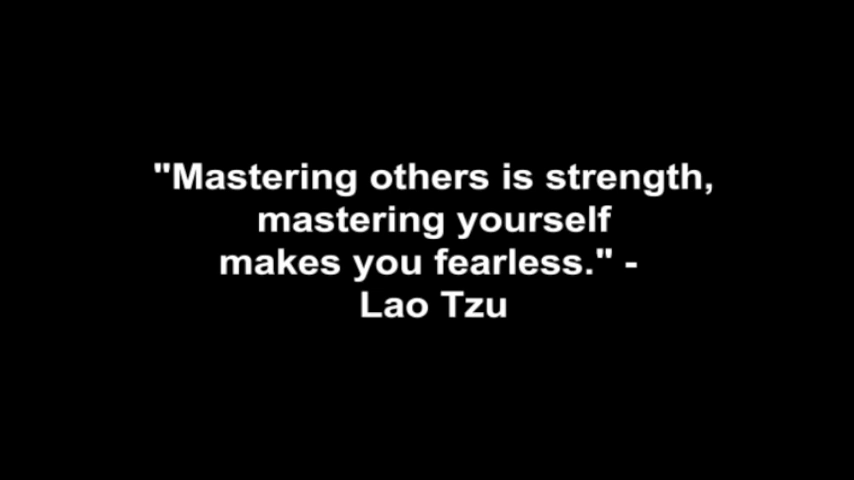 "Mastering others is strength,
mastering yourself
makes you fearless." -
Lao Tzu